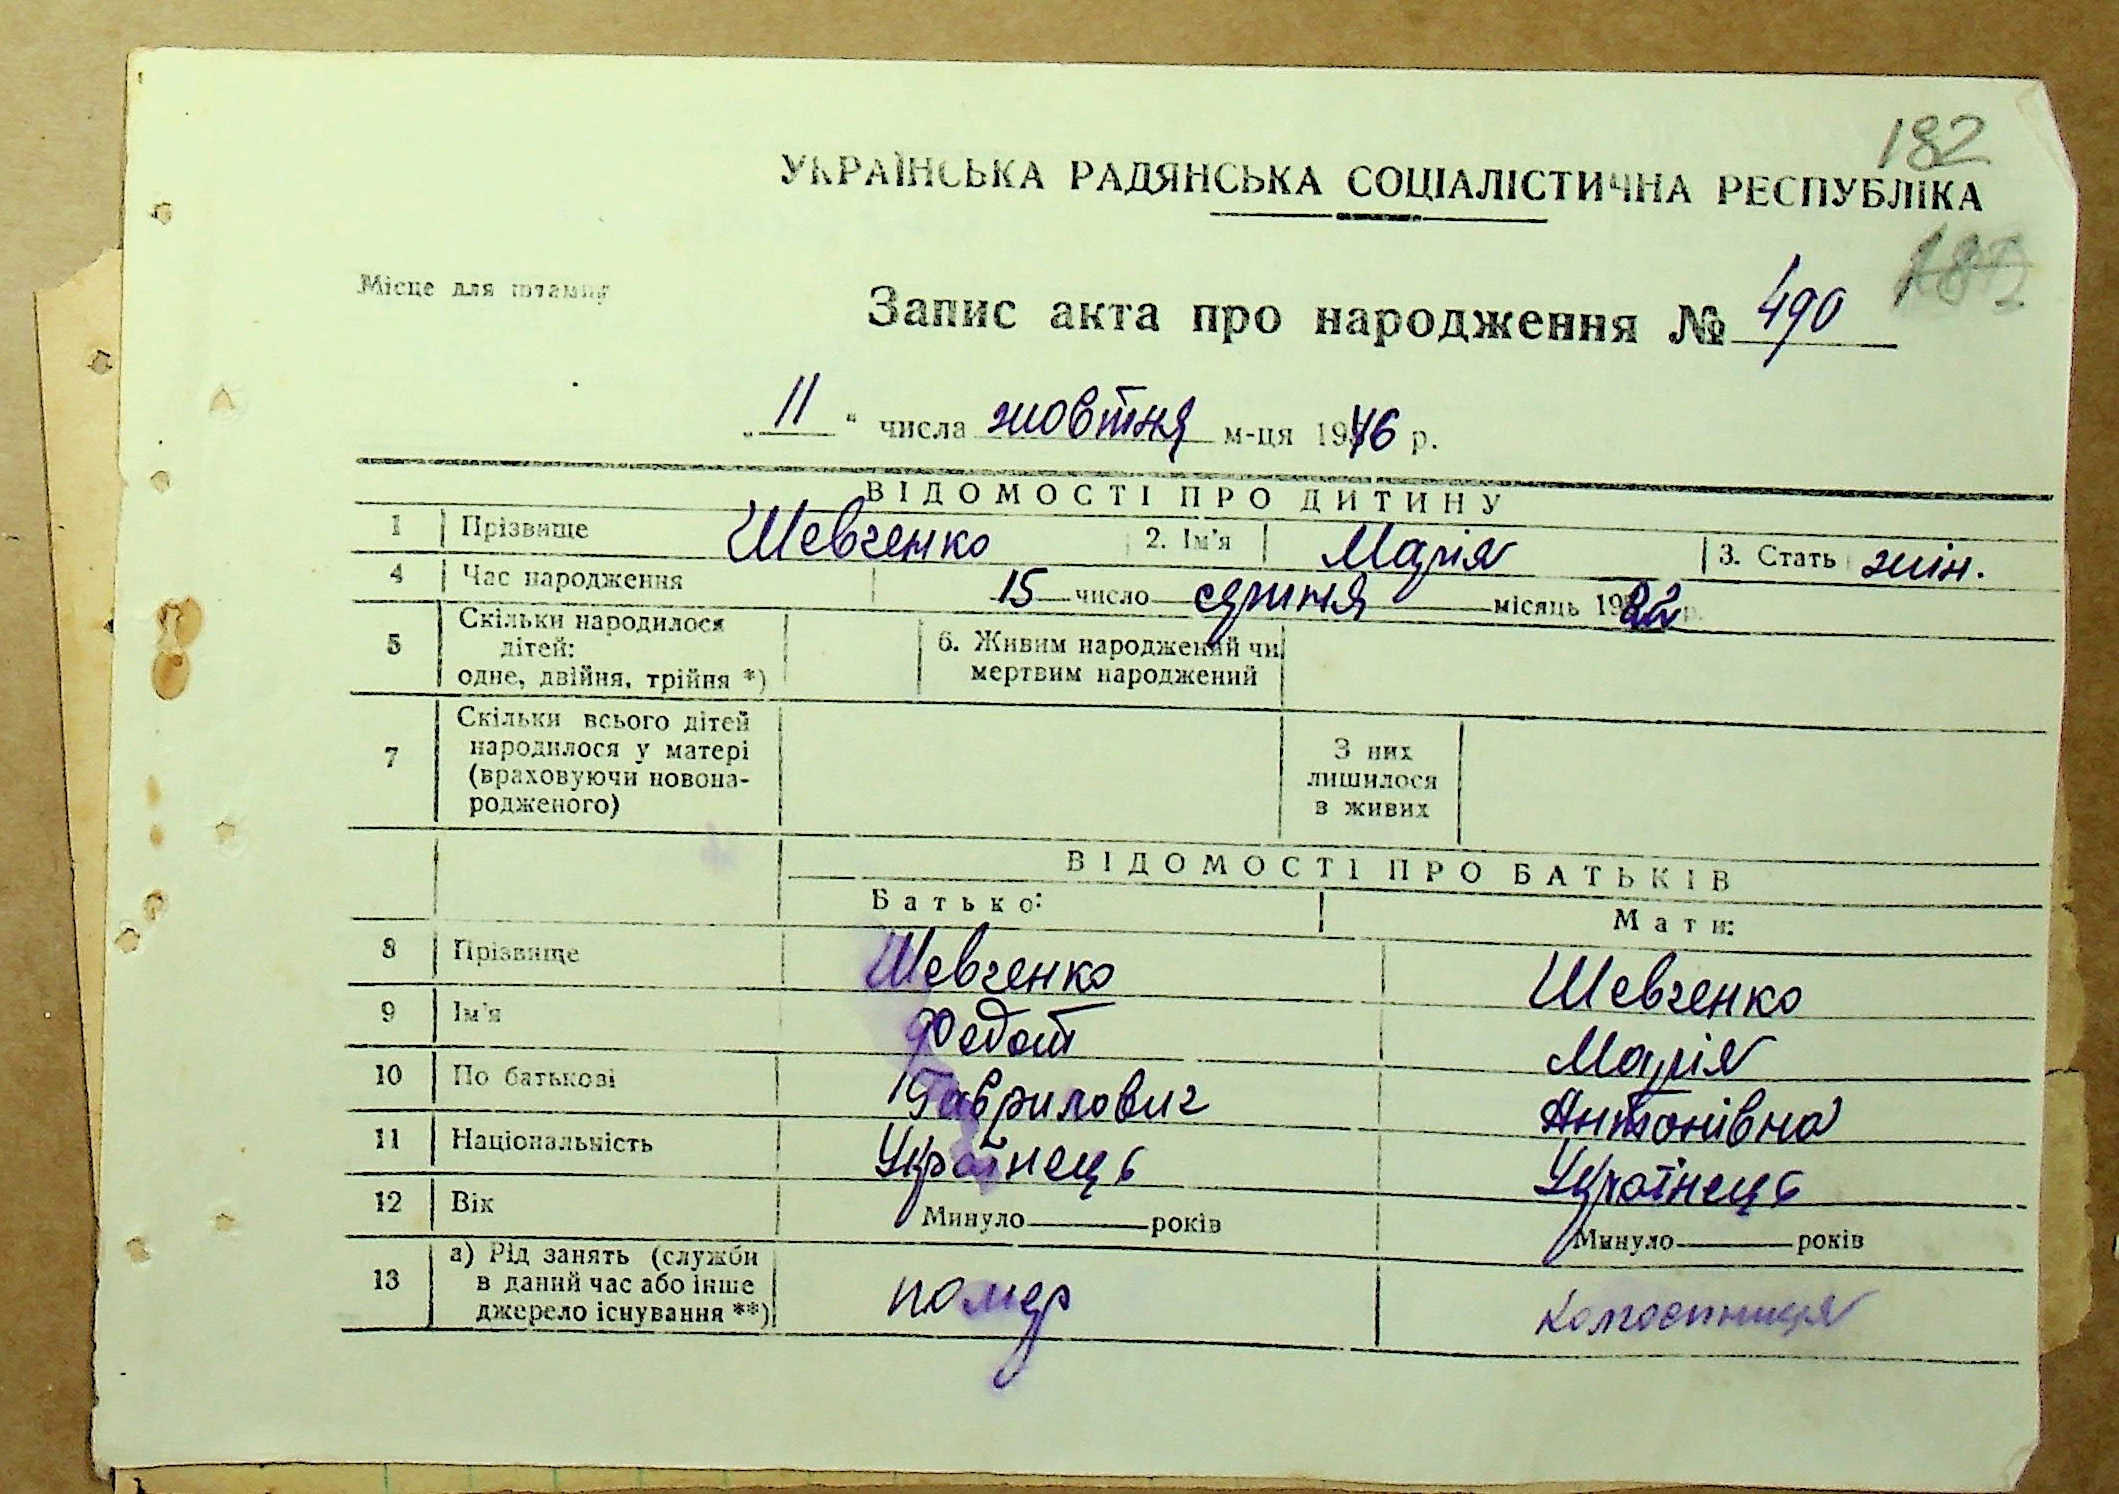 182
УКРАЇНСЬКА РАДЯНСЬКА СОЦІАЛІСТИЧНА РЕСПУБЛІКА
Місце для штампу
Запис акта про народження № 490
„ 11 “ числа жовтня м-ця 1946 р.
ВІДОМОСТІ ПРО ДИТИНУ
1 Прізвище Шевченко 2. Ім'я Марія 3. Стать жін.
4 Час народження 15 число серпня місяць 19 р.
5 Скільки народилося дітей: одне, двійня, трійня *) 6. Живим народжений чи мертвим народжений
7 Скільки всього дітей народилося у матері (враховуючи новонародженого) З них лишилося в живих
ВІДОМОСТІ ПРО БАТЬКІВ
Батько: Мати:
8 Прізвище Шевченко Шевченко
9 Ім'я Федот Марія
10 По батькові Гаврилович Антонівна
11 Національність Українець Українець
12 Вік Минуло років Минуло років
13 а) Рід занять (служби в даний час або інше джерело існування **) помер колгоспниця